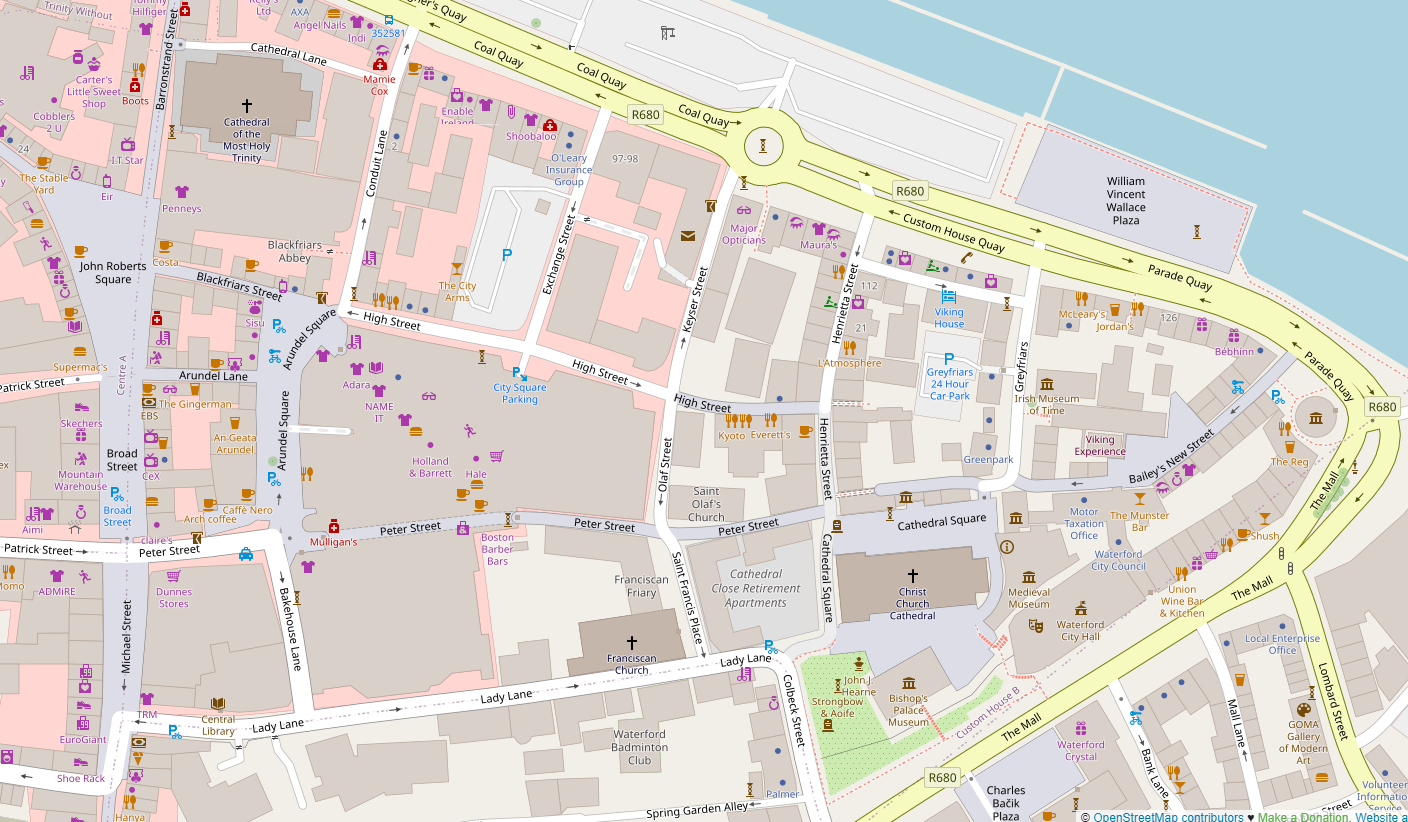 Trinity Without
Tommy
Hilfiger
Kelly's
Ltd
AXA
Angel Nails
Indi
352581
gher's Quay
Coal Quay
Coal Quay
Coal Quay
R680
Barronstrand Street
Cathedral Lane
Mamie
Cox
Carter's
Little Sweet
Shop
Boots
Cobblers
2 U
Cathedral
of the
Most Holy
Trinity
Enable
Ireland
Shoobaloo
O'Leary
Insurance
Group
97-98
24
I.T Star
2
The Stable
Yard
Eir
Penneys
Conduit Lane
William
Vincent
Wallace
Plaza
R680
Custom House Quay
Parade Quay
Major
Opticians
Maura's
Blackfriars
Abbey
Costa
John Roberts
Square
Blackfriars Street
Exchange Street
The City
Arms
Keyser Street
Henrietta Street
112
Viking
House
McLeary's
Jordan's
126
Bébhinn
Sisu
Arundel Square
High Street
21
L'Atmosphere
Supermac's
Centre A
Patrick Street
Arundel Lane
Adara
High Street
City Square
Parking
Greyfriars
24 Hour
Car Park
Greyfriars
Irish Museum
of Time
Parade Quay
R680
EBS
The Gingerman
NAME
IT
High Street
Skechers
Arundel Square
An Geata
Arundel
Kyoto
Everett's
Henrietta Street
Viking
Experience
Bailey's New Street
Greenpark
The Reg
Broad
Street
Mountain
Warehouse
CeX
Holland
& Barrett
Hale
Olaf Street
The Mall
Broad
Street
Caffè Nero
Arch coffee
Saint
Olaf's
Church
Aimi
claire's
Mulligan's
Peter Street
Peter Street
Peter Street
Cathedral Square
Motor
Taxation
Office
The Munster
Bar
Shush
Patrick Street
Peter Street
Boston
Barber
Bars
Waterford
City Council
Momo
ADMiRE
Dunnes
Stores
Franciscan
Friary
Saint Francis Place
Cathedral
Close Retirement
Apartments
Cathedral Square
Christ
Church
Cathedral
Medieval
Museum
The Mall
Union
Wine Bar
& Kitchen
Michael Street
Bakehouse Lane
Waterford
City Hall
Local Enterprise
Office
Franciscan
Church
Lady Lane
John J
Hearne
Strongbow
& Aoife
Bishop's
Palace
Museum
Custom House B
Lombard Street
Lady Lane
Colbeck Street
TRM
Central
Library
Lady Lane
The Mall
Mall Lane
GOMA
Gallery
of Modern
Art
EuroGiant
Waterford
Badminton
Club
Waterford
Crystal
Bank Lane
Shoe Rack
Palmer
R680
Charles
Bačik
Plaza
Volunteer
Informatio
Service
Hanya
Spring Garden Alley
Street
© OpenStreetMap contributors ♥ Make a Donation. Website a